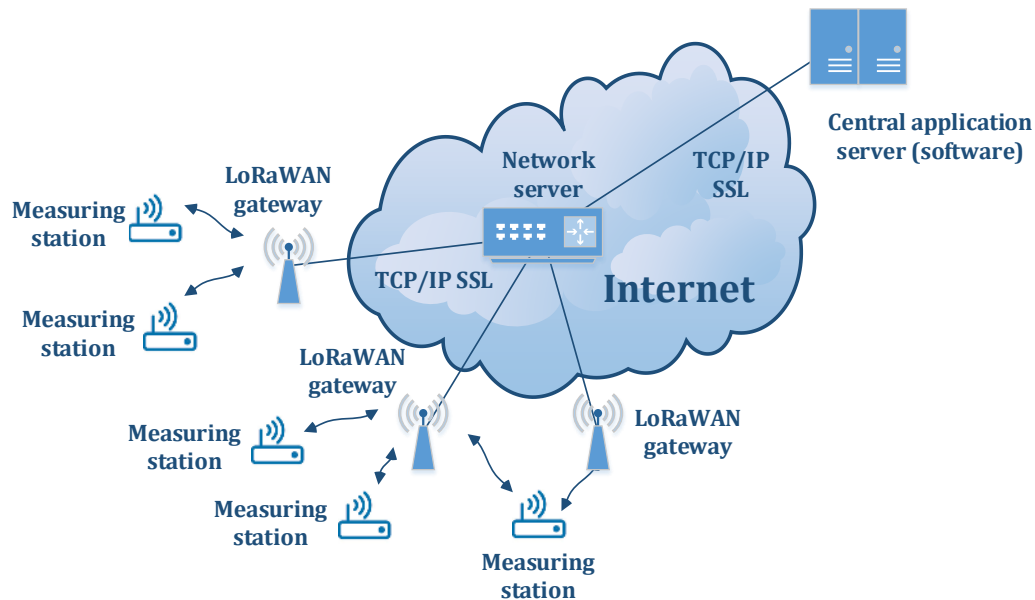 Central application
server (software)
TCP/IP
SSL
Network
server
LoRaWAN
gateway
Measuring
station
TCP/IP SSL
Internet
Measuring
station
LoRaWAN
gateway
LoRaWAN
gateway
Measuring
station
Measuring
station
Measuring
station